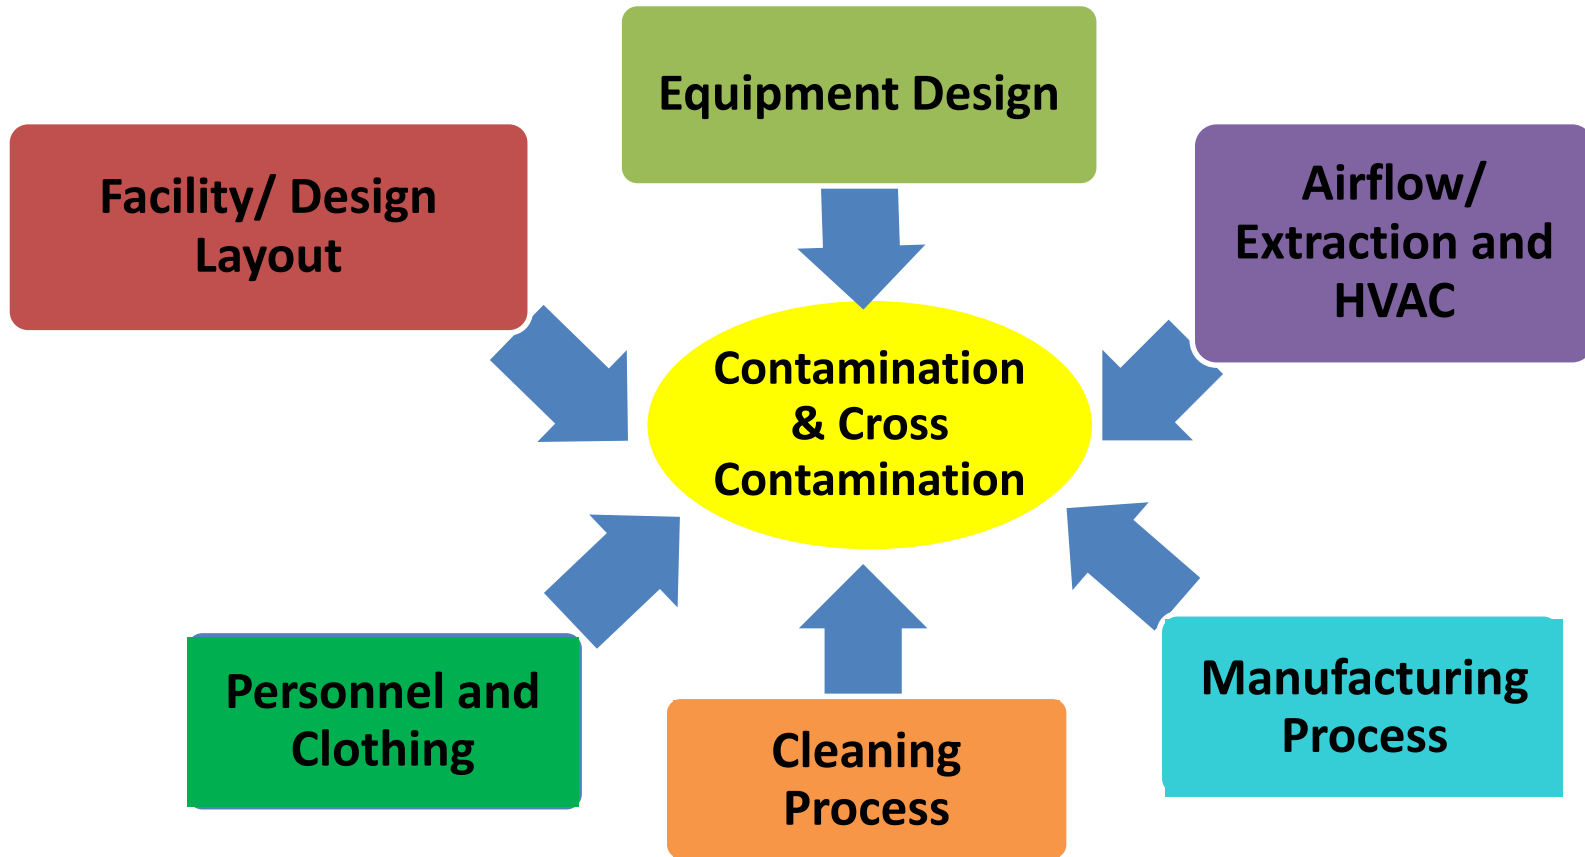 Equipment Design
Facility/ Design
Layout
Airflow/
Extraction and
HVAC
Contamination
& Cross
Contamination
Personnel and
Clothing
Cleaning
Process
Manufacturing
Process